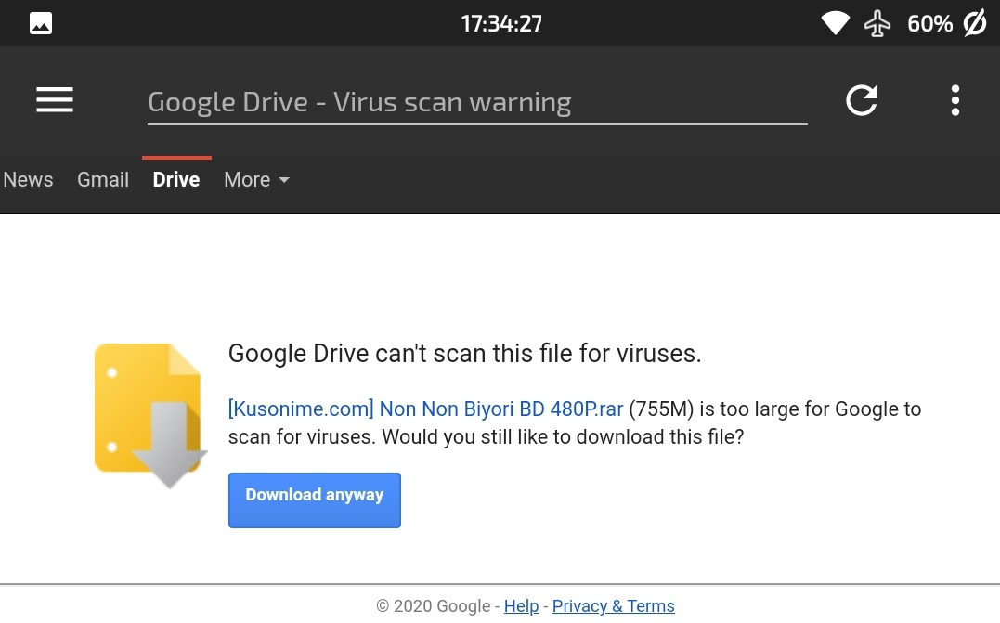 17:34:27
60%
Google Drive - Virus scan warning
News Gmail Drive More
Google Drive can't scan this file for viruses.
[Kusonime.com] Non Non Biyori BD 480P.rar (755M) is too large for Google to
scan for viruses. Would you still like to download this file?
Download anyway
© 2020 Google - Help - Privacy & Terms